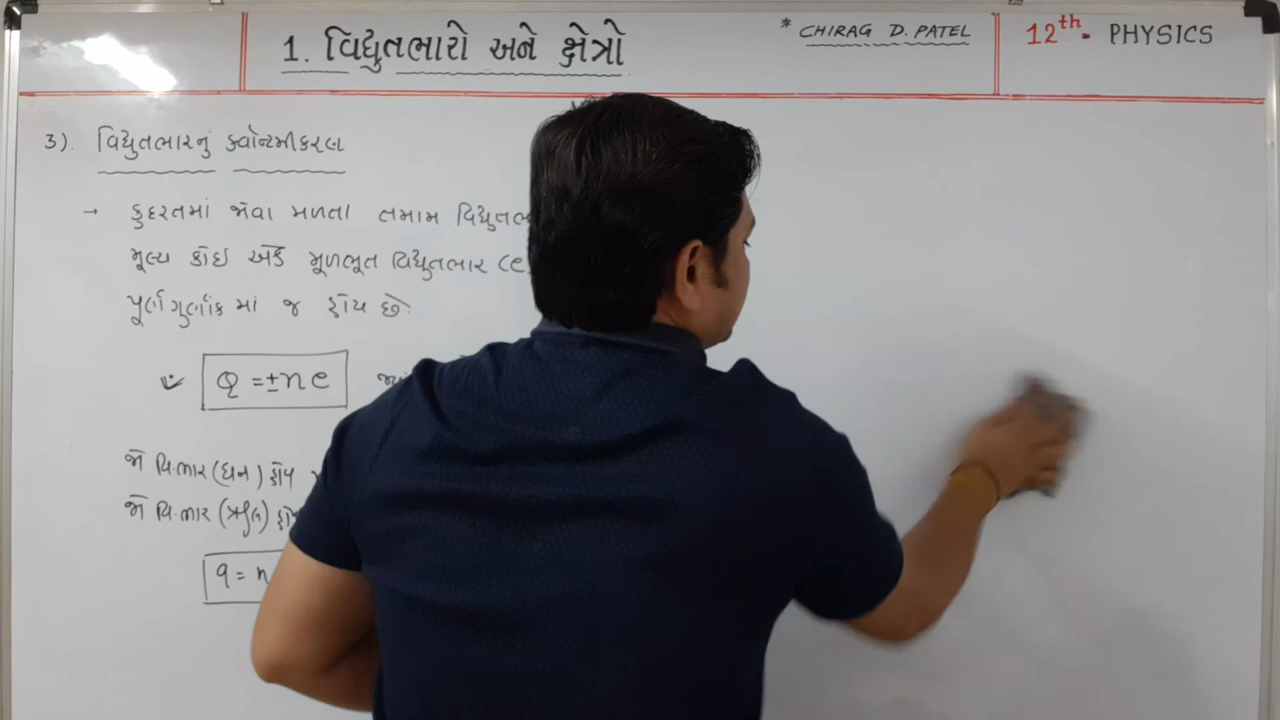 1. વિદ્યુતભારો અને ક્ષેત્રો
* CHIRAG D. PATEL
12th - PHYSICS
3). વિદ્યુતભારનું ક્વોન્ટમીકરણ
→ કુદરતમાં જોવા મળતા તમામ
મૂલ્ય કોઇ એક મૂળભૂત વિદ્યુતભાર (e
પૂર્ણ ગુણાંક માં જ હોય છે.
Q = ±ne
જો વિ.ભાર (ધન) હોય
જો વિ.ભાર (ઋણ) હોય
q = n